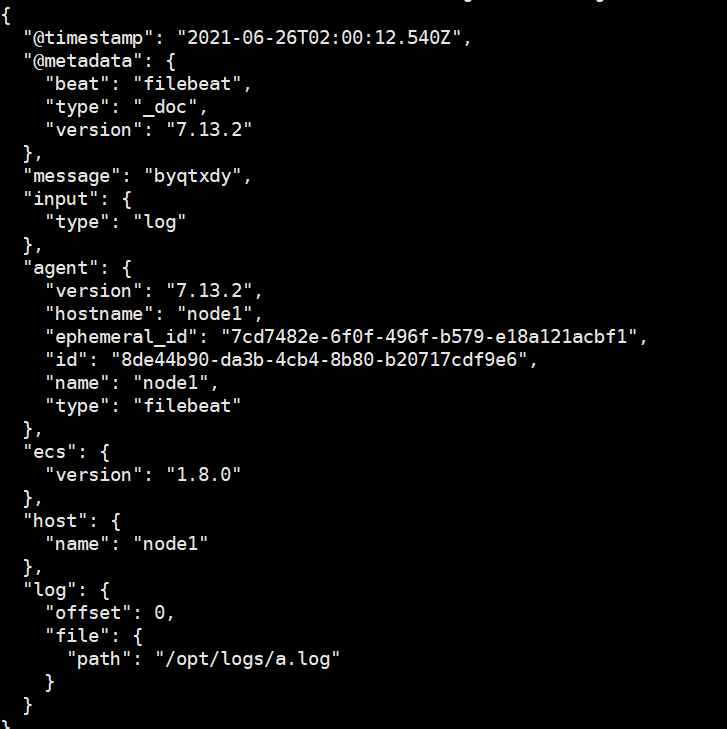 {
  "@timestamp": "2021-06-26T02:00:12.540Z",
  "@metadata": {
    "beat": "filebeat",
    "type": "_doc",
    "version": "7.13.2"
  },
  "message": "byqtxdy",
  "input": {
    "type": "log"
  },
  "agent": {
    "version": "7.13.2",
    "hostname": "node1",
    "ephemeral_id": "7cd7482e-6f0f-496f-b579-e18a121acbf1",
    "id": "8de44b90-da3b-4cb4-8b80-b20717cdf9e6",
    "name": "node1",
    "type": "filebeat"
  },
  "ecs": {
    "version": "1.8.0"
  },
  "host": {
    "name": "node1"
  },
  "log": {
    "offset": 0,
    "file": {
      "path": "/opt/logs/a.log"
    }
  }
}